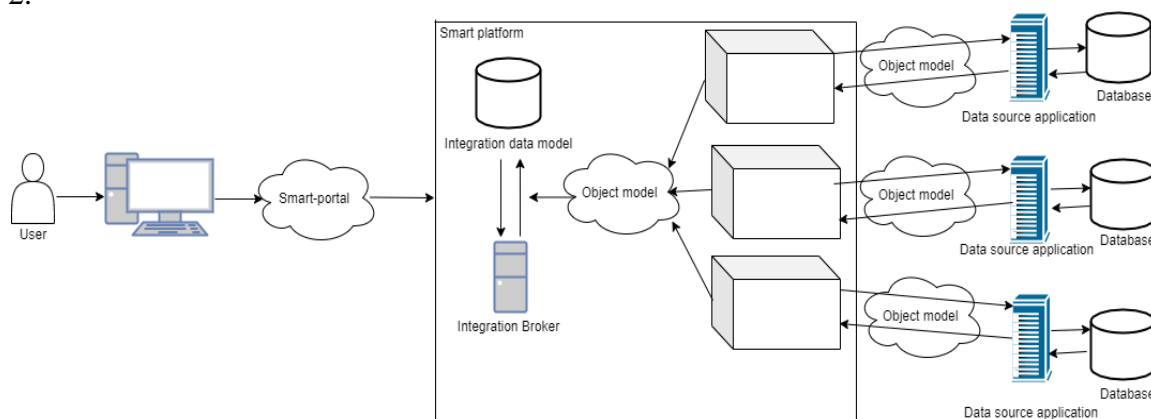 2.
Smart platform
Object model
Database
Data source application
Integration data model
Smart-portal
Object model
Object model
User
Database
Data source application
Integration Broker
Object model
Database
Data source application